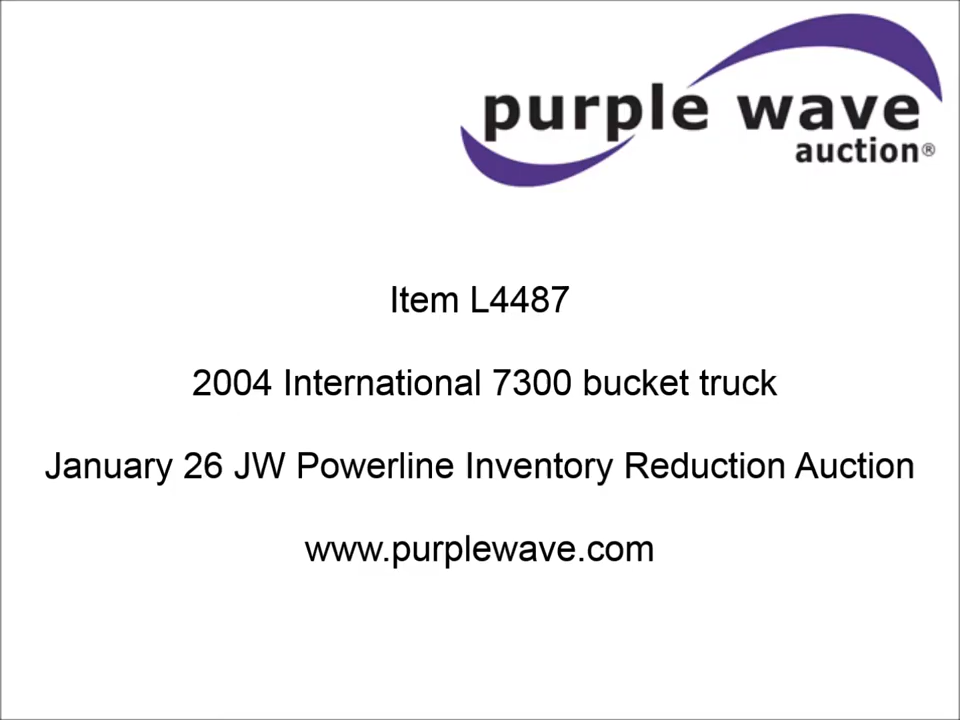 purple wave
auction®
Item L4487
2004 International 7300 bucket truck
January 26 JW Powerline Inventory Reduction Auction
www.purplewave.com